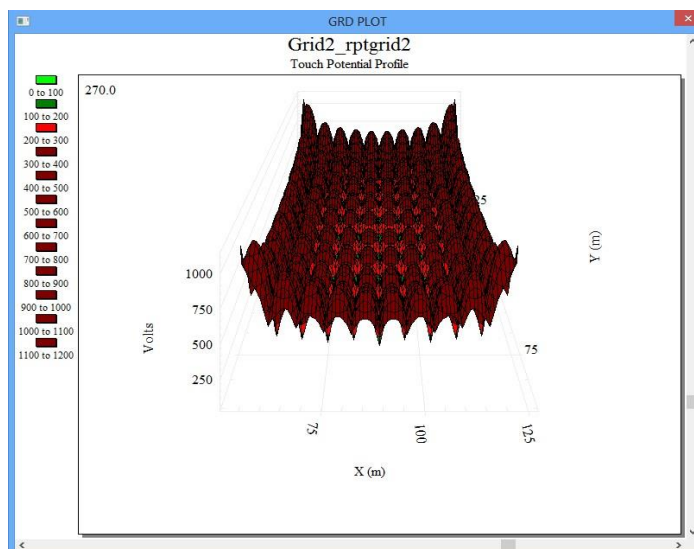 GRD PLOT
Grid2_rptgrid2
Touch Potential Profile
270.0
0 to 100
100 to 200
200 to 300
300 to 400
400 to 500
500 to 600
600 to 700
700 to 800
800 to 900
900 to 1000
1000 to 1100
1100 to 1200
Volts
1000
750
500
250
75
100
125
X (m)
25
75
Y (m)